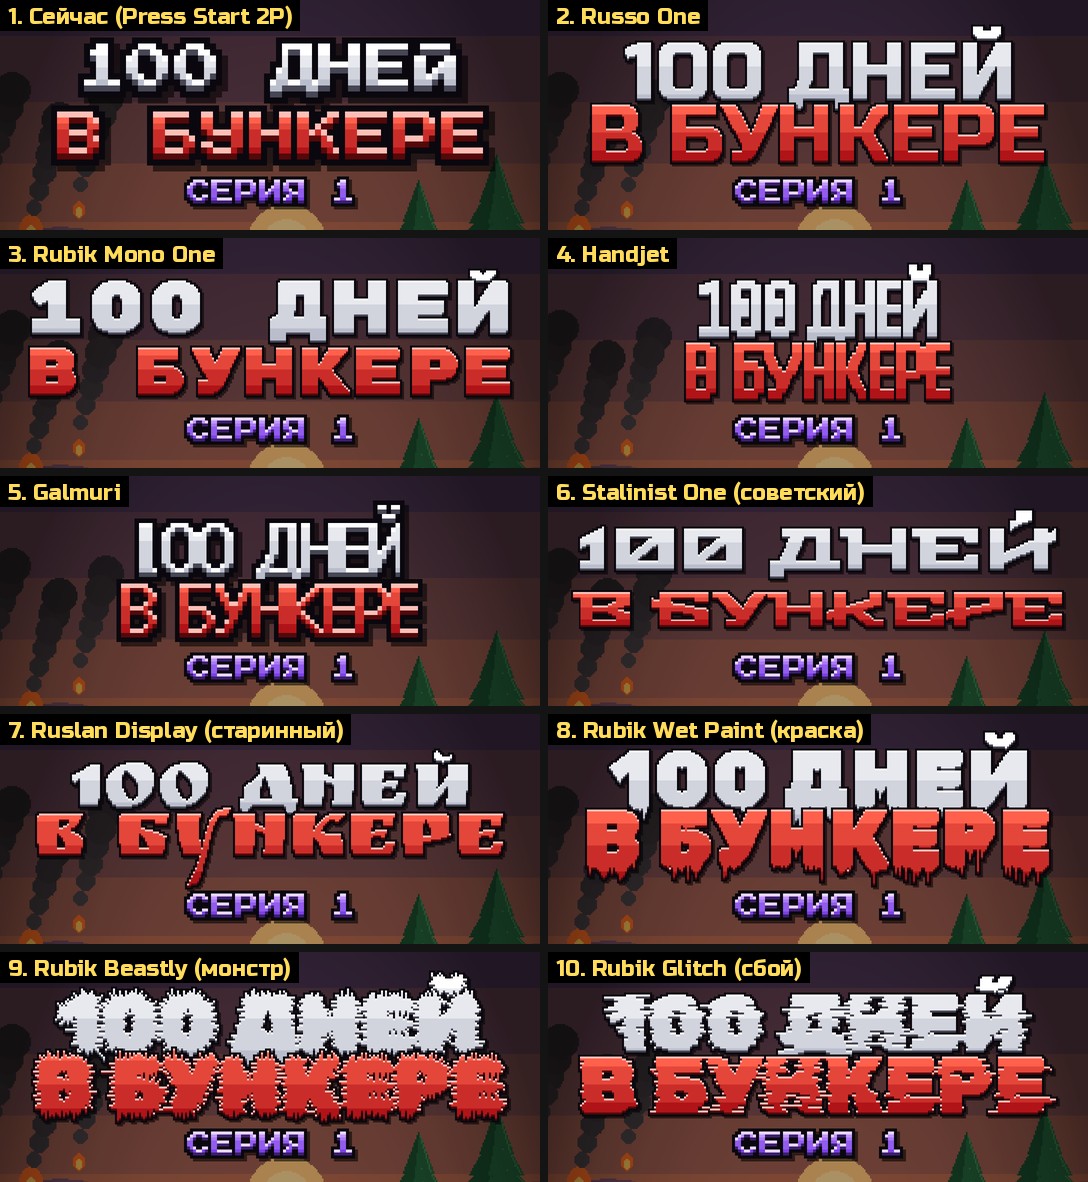 1. Сейчас (Press Start 2P)
100 ДНЕЙ
В БУНКЕРЕ
СЕРИЯ 1
2. Russo One
100 ДНЕЙ
В БУНКЕРЕ
СЕРИЯ 1
3. Rubik Mono One
100 ДНЕЙ
В БУНКЕРЕ
СЕРИЯ 1
4. Handjet
100 ДНЕЙ
В БУНКЕРЕ
СЕРИЯ 1
5. Galmuri
100 ДНЕЙ
В БУНКЕРЕ
СЕРИЯ 1
6. Stalinist One (советский)
100 ДНЕЙ
В БУНКЕРЕ
СЕРИЯ 1
7. Ruslan Display (старинный)
100 ДНЕЙ
В БУНКЕРЕ
СЕРИЯ 1
8. Rubik Wet Paint (краска)
100 ДНЕЙ
В БУНКЕРЕ
СЕРИЯ 1
9. Rubik Beastly (монстр)
100 ДНЕЙ
В БУНКЕРЕ
СЕРИЯ 1
10. Rubik Glitch (сбой)
100 ДНЕЙ
В БУНКЕРЕ
СЕРИЯ 1